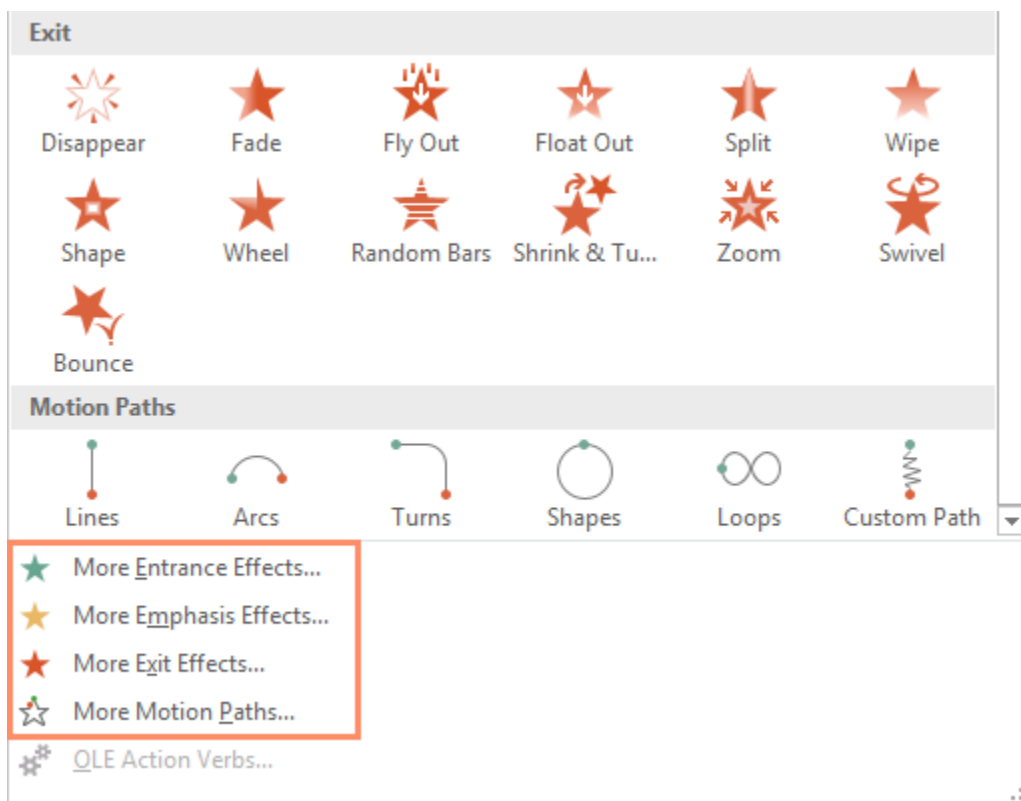 Exit
Disappear Fade Fly Out Float Out Split Wipe
Shape Wheel Random Bars Shrink & Tu... Zoom Swivel
Bounce
Motion Paths
Lines Arcs Turns Shapes Loops Custom Path
More Entrance Effects...
More Emphasis Effects...
More Exit Effects...
More Motion Paths...
OLE Action Verbs...